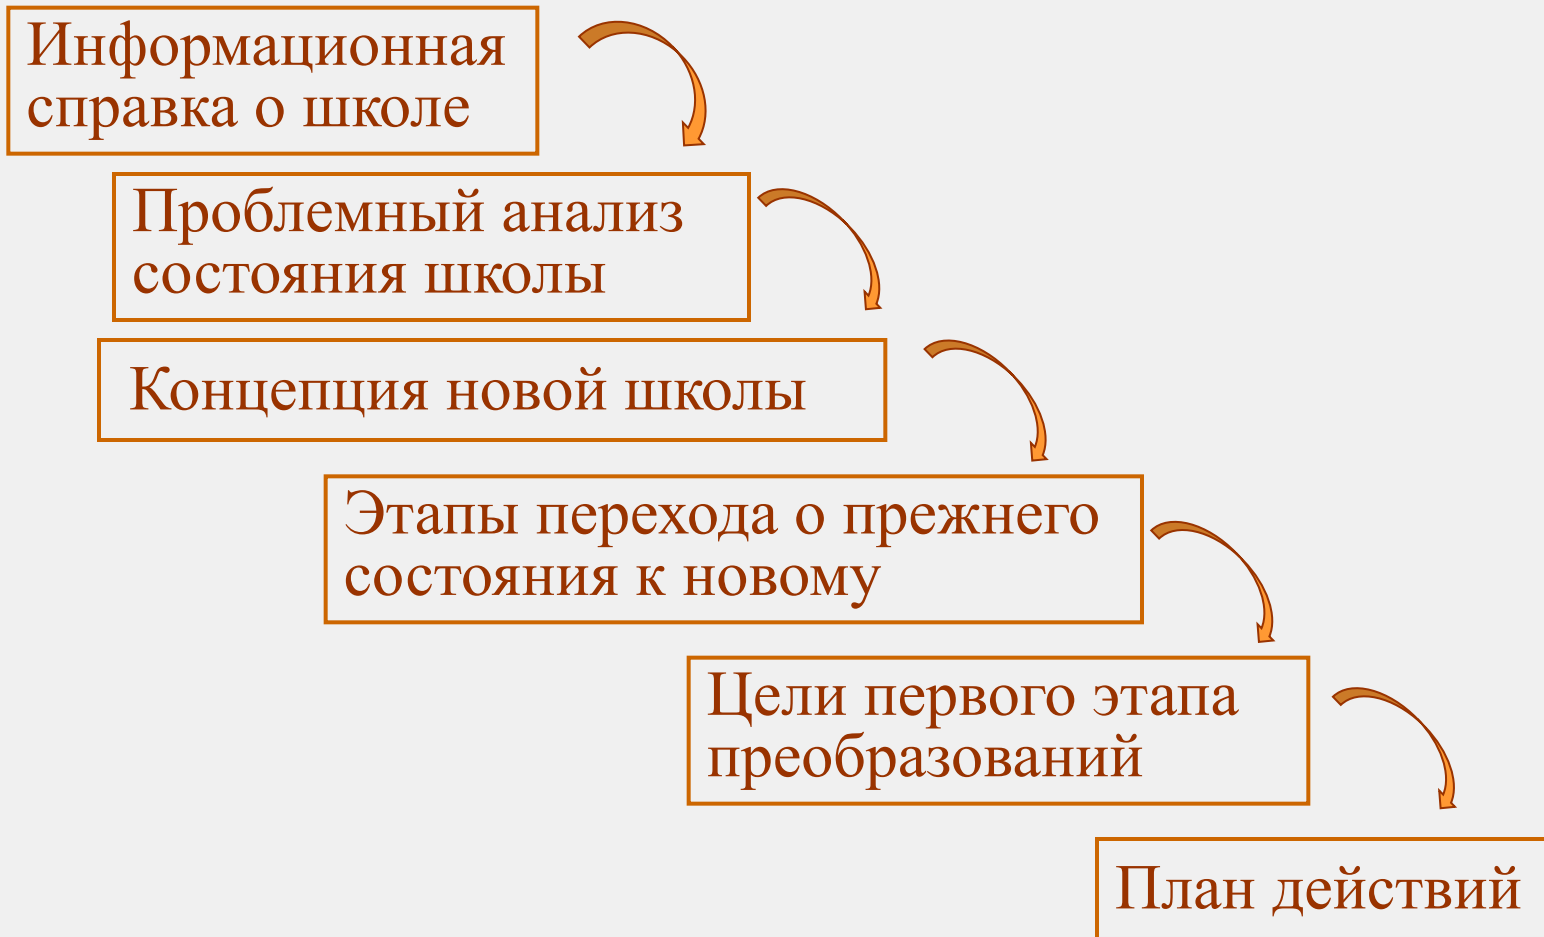 Информационная
справка о школе
Проблемный анализ
состояния школы
Концепция новой школы
Этапы перехода о прежнего
состояния к новому
Цели первого этапа
преобразований
План действий